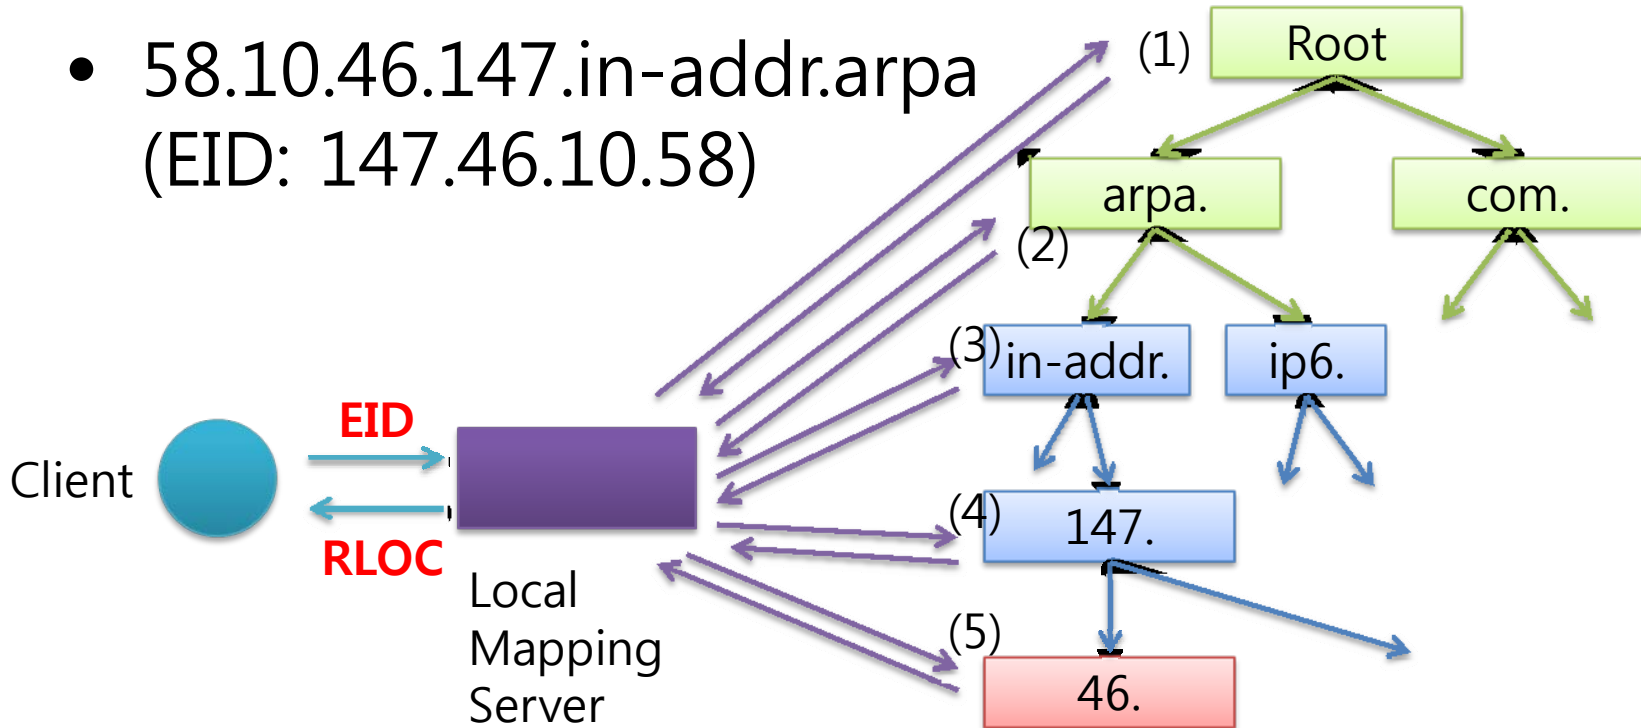 • 58.10.46.147.in-addr.arpa
(EID: 147.46.10.58)
(1)
Root
arpa.
com.
(2)
(3)
in-addr.
ip6.
EID
Client
RLOC
(4)
147.
Local
Mapping
Server
(5)
46.